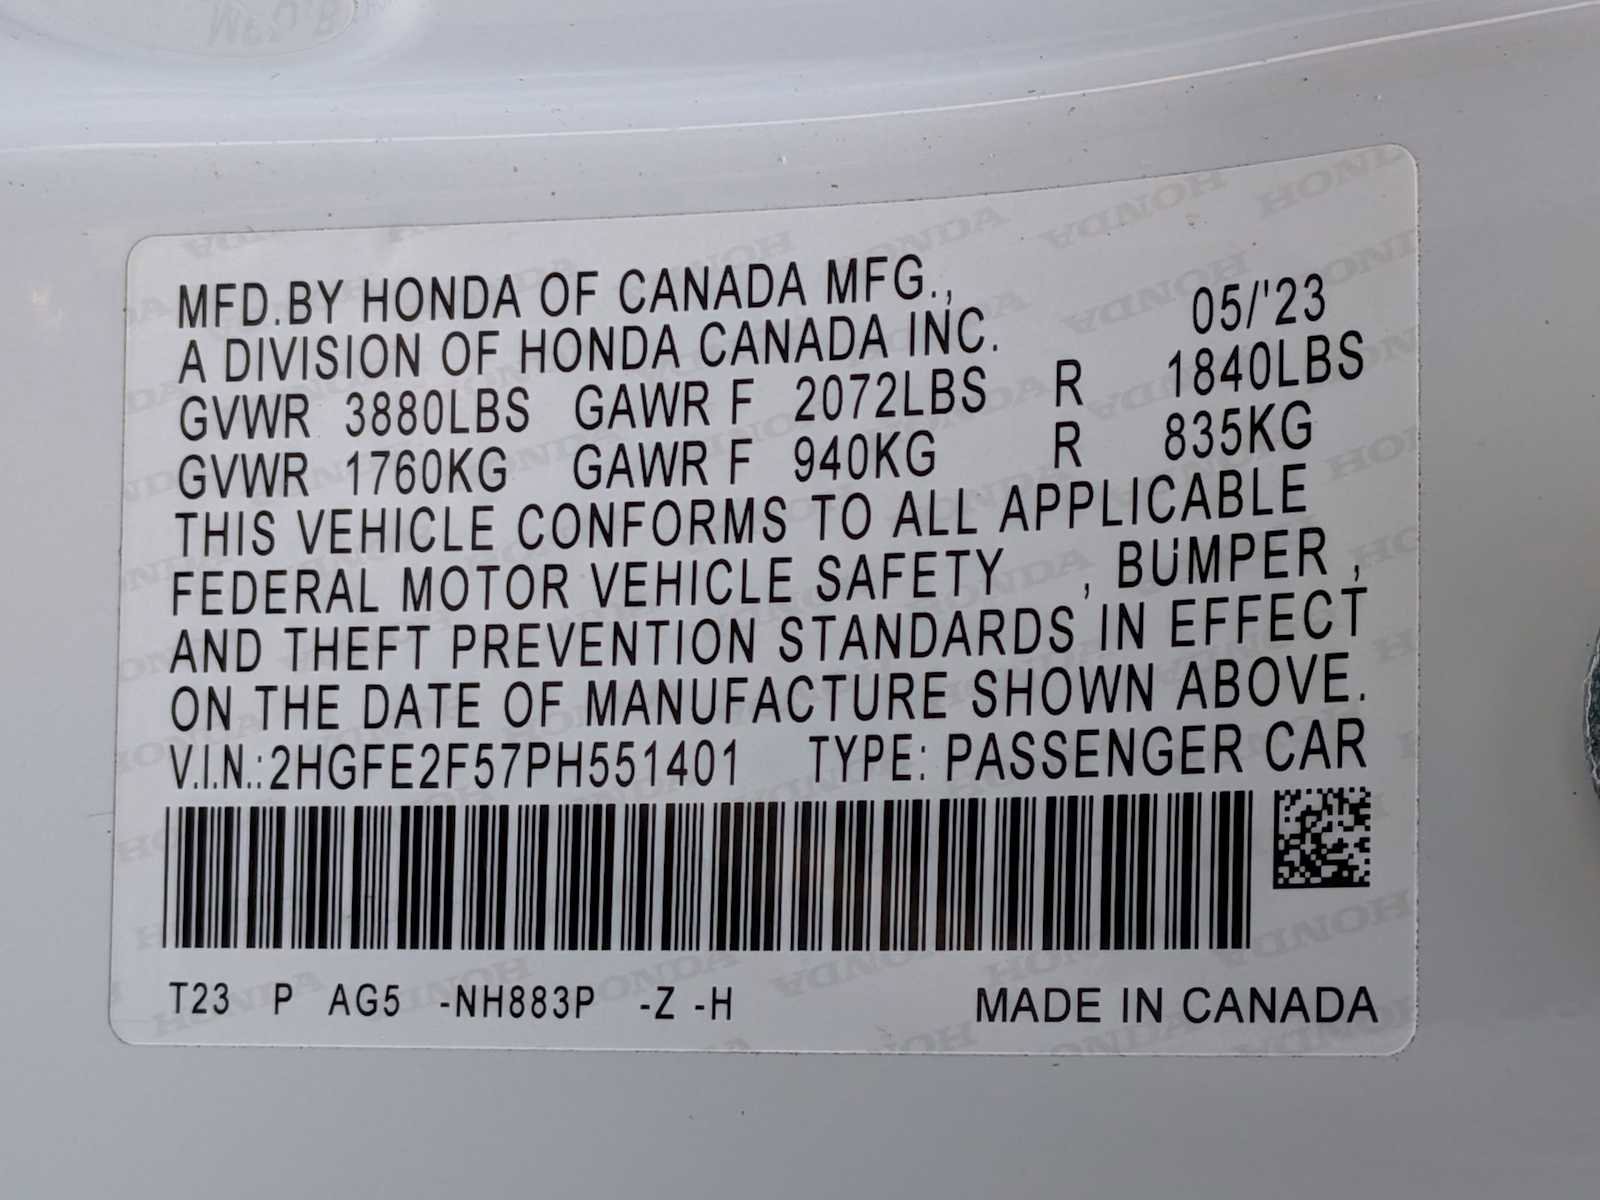 MFD.BY HONDA OF CANADA MFG.,
A DIVISION OF HONDA CANADA INC. 05/'23
GVWR 3880LBS GAWR F 2072LBS R 1840LBS
GVWR 1760KG GAWR F 940KG R 835KG
THIS VEHICLE CONFORMS TO ALL APPLICABLE
FEDERAL MOTOR VEHICLE SAFETY , BUMPER ,
AND THEFT PREVENTION STANDARDS IN EFFECT
ON THE DATE OF MANUFACTURE SHOWN ABOVE.
V.I.N.:2HGFE2F57PH551401 TYPE: PASSENGER CAR
T23 P AG5 -NH883P -Z -H MADE IN CANADA